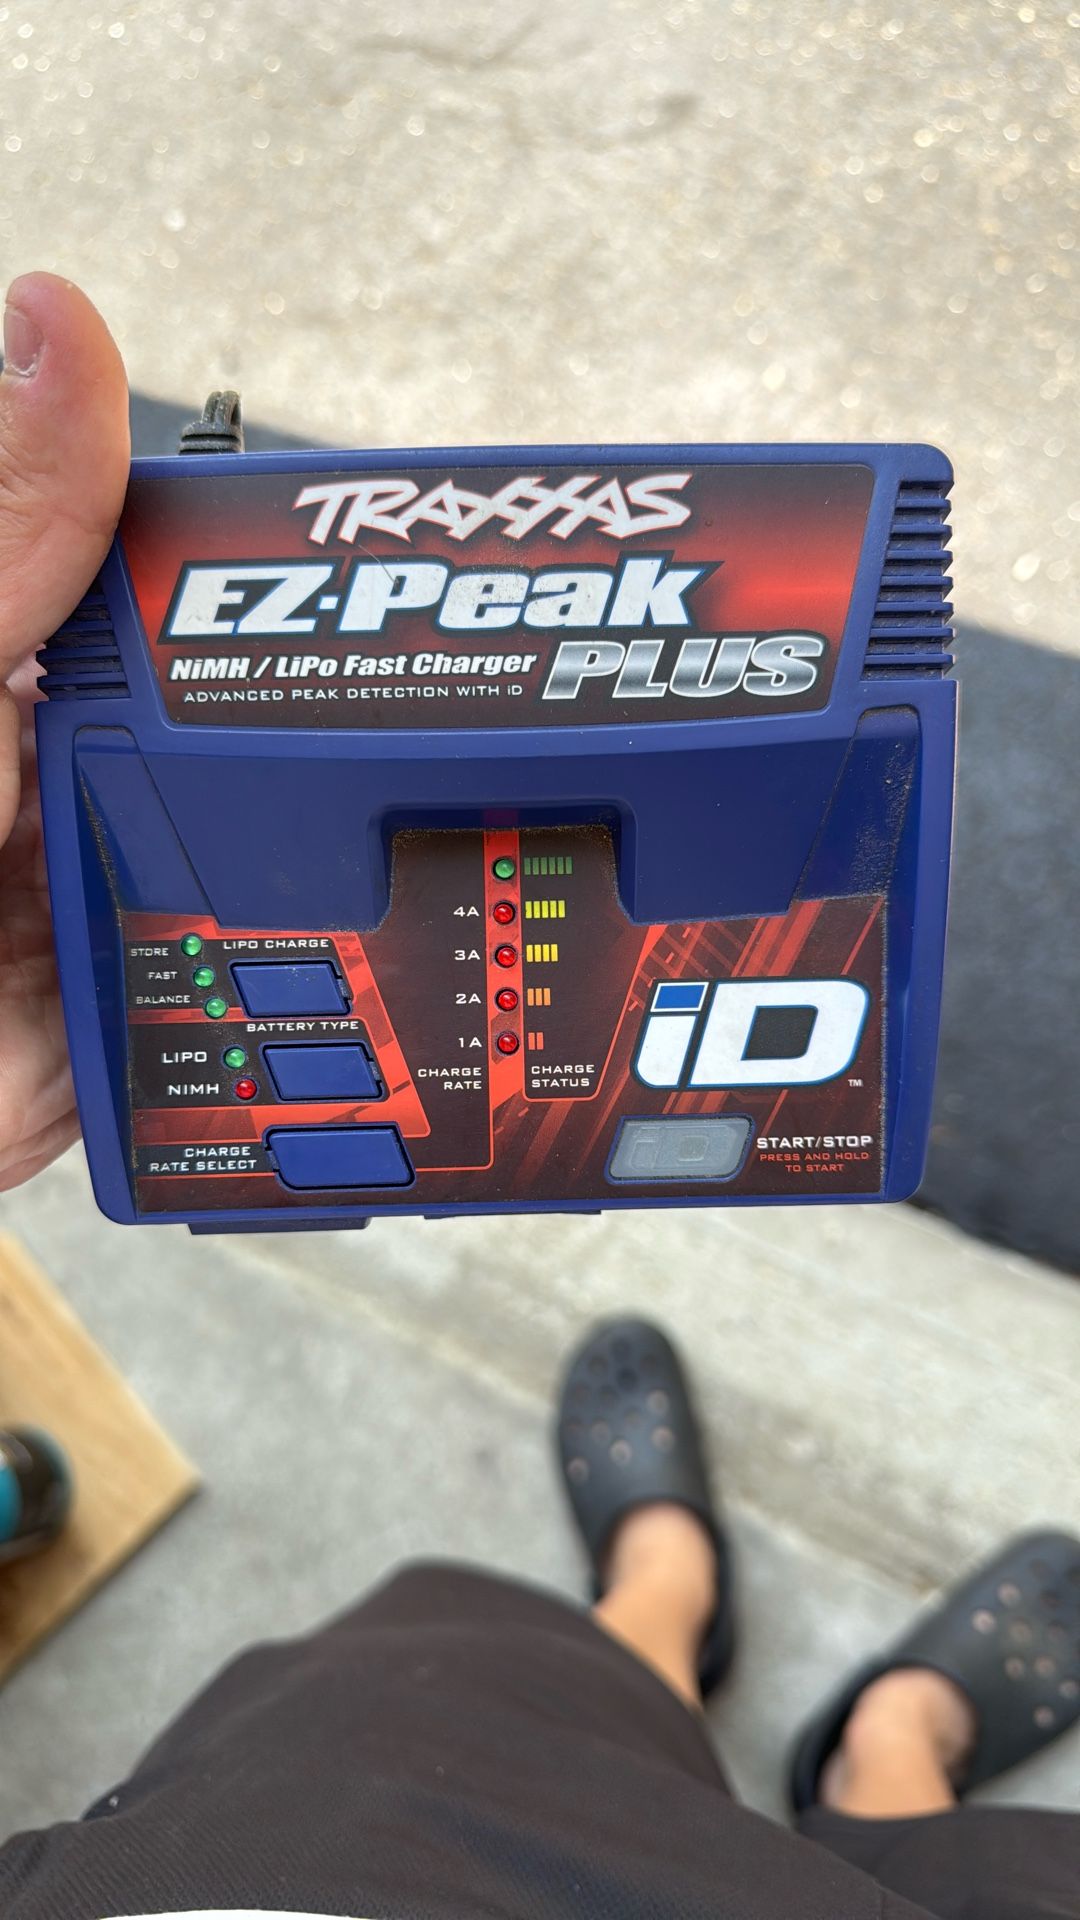 TRAXXAS
EZ-Peak
NiMH / LiPo Fast Charger PLUS
ADVANCED PEAK DETECTION WITH iD
4A
3A
2A
1A
CHARGE
RATE
CHARGE
STATUS
LIPO CHARGE
STORE
FAST
BALANCE
BATTERY TYPE
LIPO
NIMH
CHARGE
RATE SELECT
iD
™
iD
START/STOP
PRESS AND HOLD
TO START